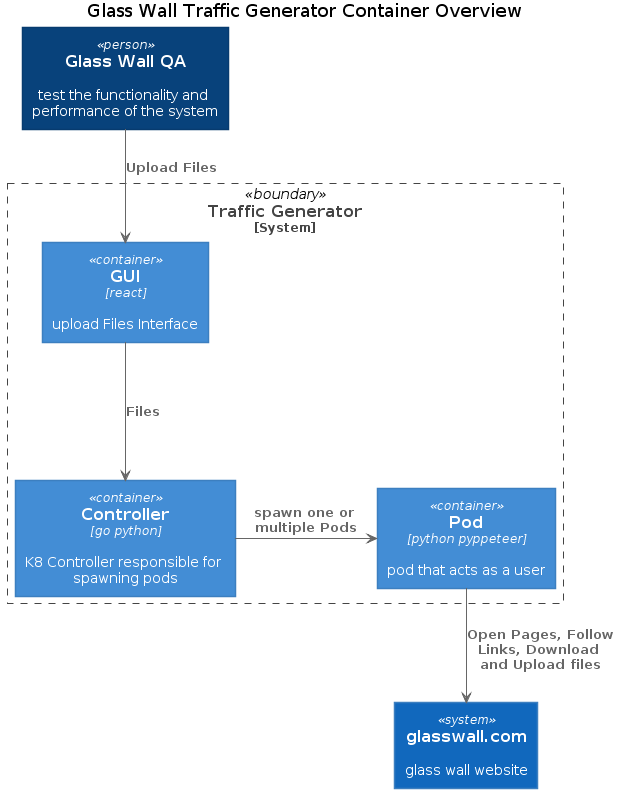 Glass Wall Traffic Generator Container Overview
«person»
Glass Wall QA
test the functionality and
performance of the system
Upload Files
«boundary»
Traffic Generator
[System]
«container»
GUI
[react]
upload Files Interface
Files
«container»
Controller
[go python]
K8 Controller responsible for
spawning pods
spawn one or
multiple Pods
«container»
Pod
[python pyppeteer]
pod that acts as a user
Open Pages, Follow
Links, Download
and Upload files
«system»
glasswall.com
glass wall website